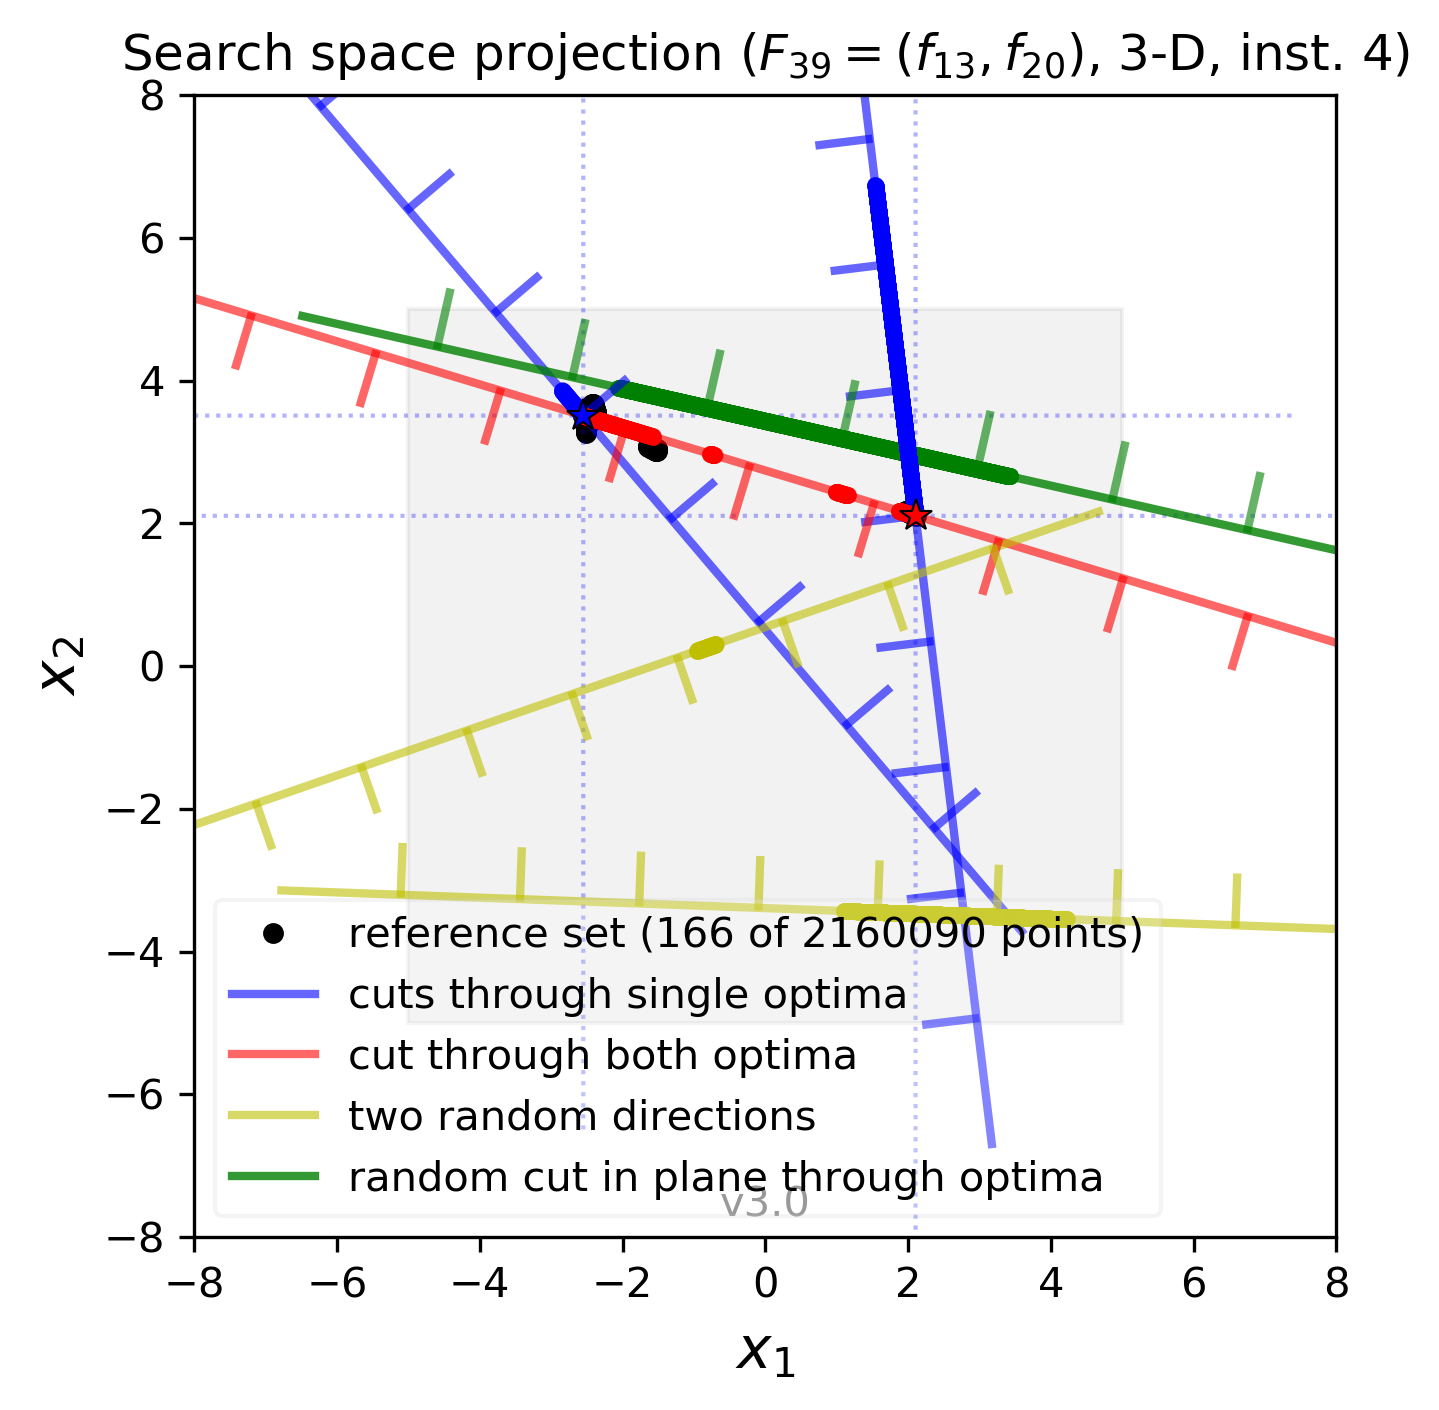 Search space projection (F₃₉ = (f₁₃, f₂₀), 3-D, inst. 4)
8
6
4
2
0
−2
−4
−6
−8
x₂
reference set (166 of 2160090 points)
cuts through single optima
cut through both optima
two random directions
random cut in plane through optima
v3.0
−8 −6 −4 −2 0 2 4 6 8
x₁